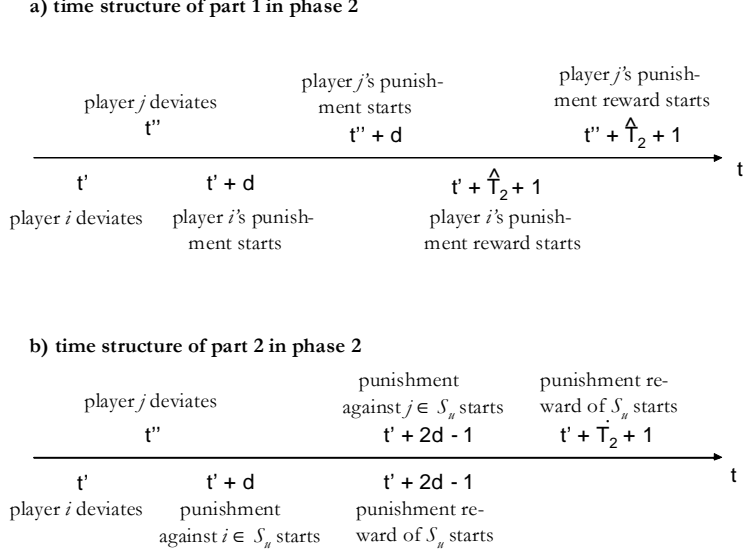 a) time structure of part 1 in phase 2
player j's punish-
ment starts
player j's punish-
ment reward starts
player j deviates
t''
t'' + d
t'' + T̂₂ + 1
t
t'
t' + d
t' + T̂₂ + 1
player i deviates
player i's punish-
ment starts
player i's punish-
ment reward starts
b) time structure of part 2 in phase 2
player j deviates
punishment
against j ∈ Sᵤ starts
punishment re-
ward of Sᵤ starts
t''
t' + 2d - 1
t' + Ṫ₂ + 1
t
t'
t' + d
t' + 2d - 1
player i deviates
punishment
against i ∈ Sᵤ starts
punishment re-
ward of Sᵤ starts